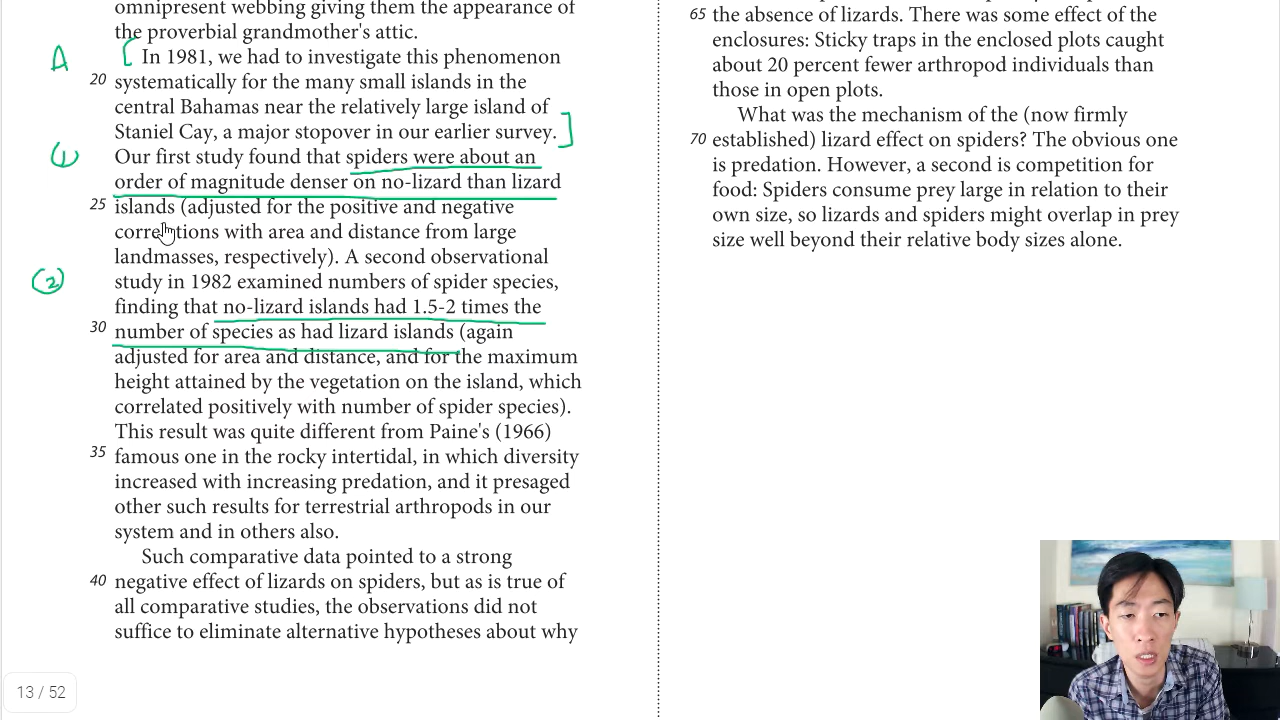 omnipresent webbing giving them the appearance of
the proverbial grandmother's attic.
A
In 1981, we had to investigate this phenomenon
20 systematically for the many small islands in the
central Bahamas near the relatively large island of
Staniel Cay, a major stopover in our earlier survey.
1
Our first study found that spiders were about an
order of magnitude denser on no-lizard than lizard
25 islands (adjusted for the positive and negative
corrections with area and distance from large
landmasses, respectively). A second observational
2
study in 1982 examined numbers of spider species,
finding that no-lizard islands had 1.5-2 times the
30 number of species as had lizard islands (again
adjusted for area and distance, and for the maximum
height attained by the vegetation on the island, which
correlated positively with number of spider species).
This result was quite different from Paine's (1966)
35 famous one in the rocky intertidal, in which diversity
increased with increasing predation, and it presaged
other such results for terrestrial arthropods in our
system and in others also.
Such comparative data pointed to a strong
40 negative effect of lizards on spiders, but as is true of
all comparative studies, the observations did not
suffice to eliminate alternative hypotheses about why
65 the absence of lizards. There was some effect of the
enclosures: Sticky traps in the enclosed plots caught
about 20 percent fewer arthropod individuals than
those in open plots.
What was the mechanism of the (now firmly
70 established) lizard effect on spiders? The obvious one
is predation. However, a second is competition for
food: Spiders consume prey large in relation to their
own size, so lizards and spiders might overlap in prey
size well beyond their relative body sizes alone.
13 / 52